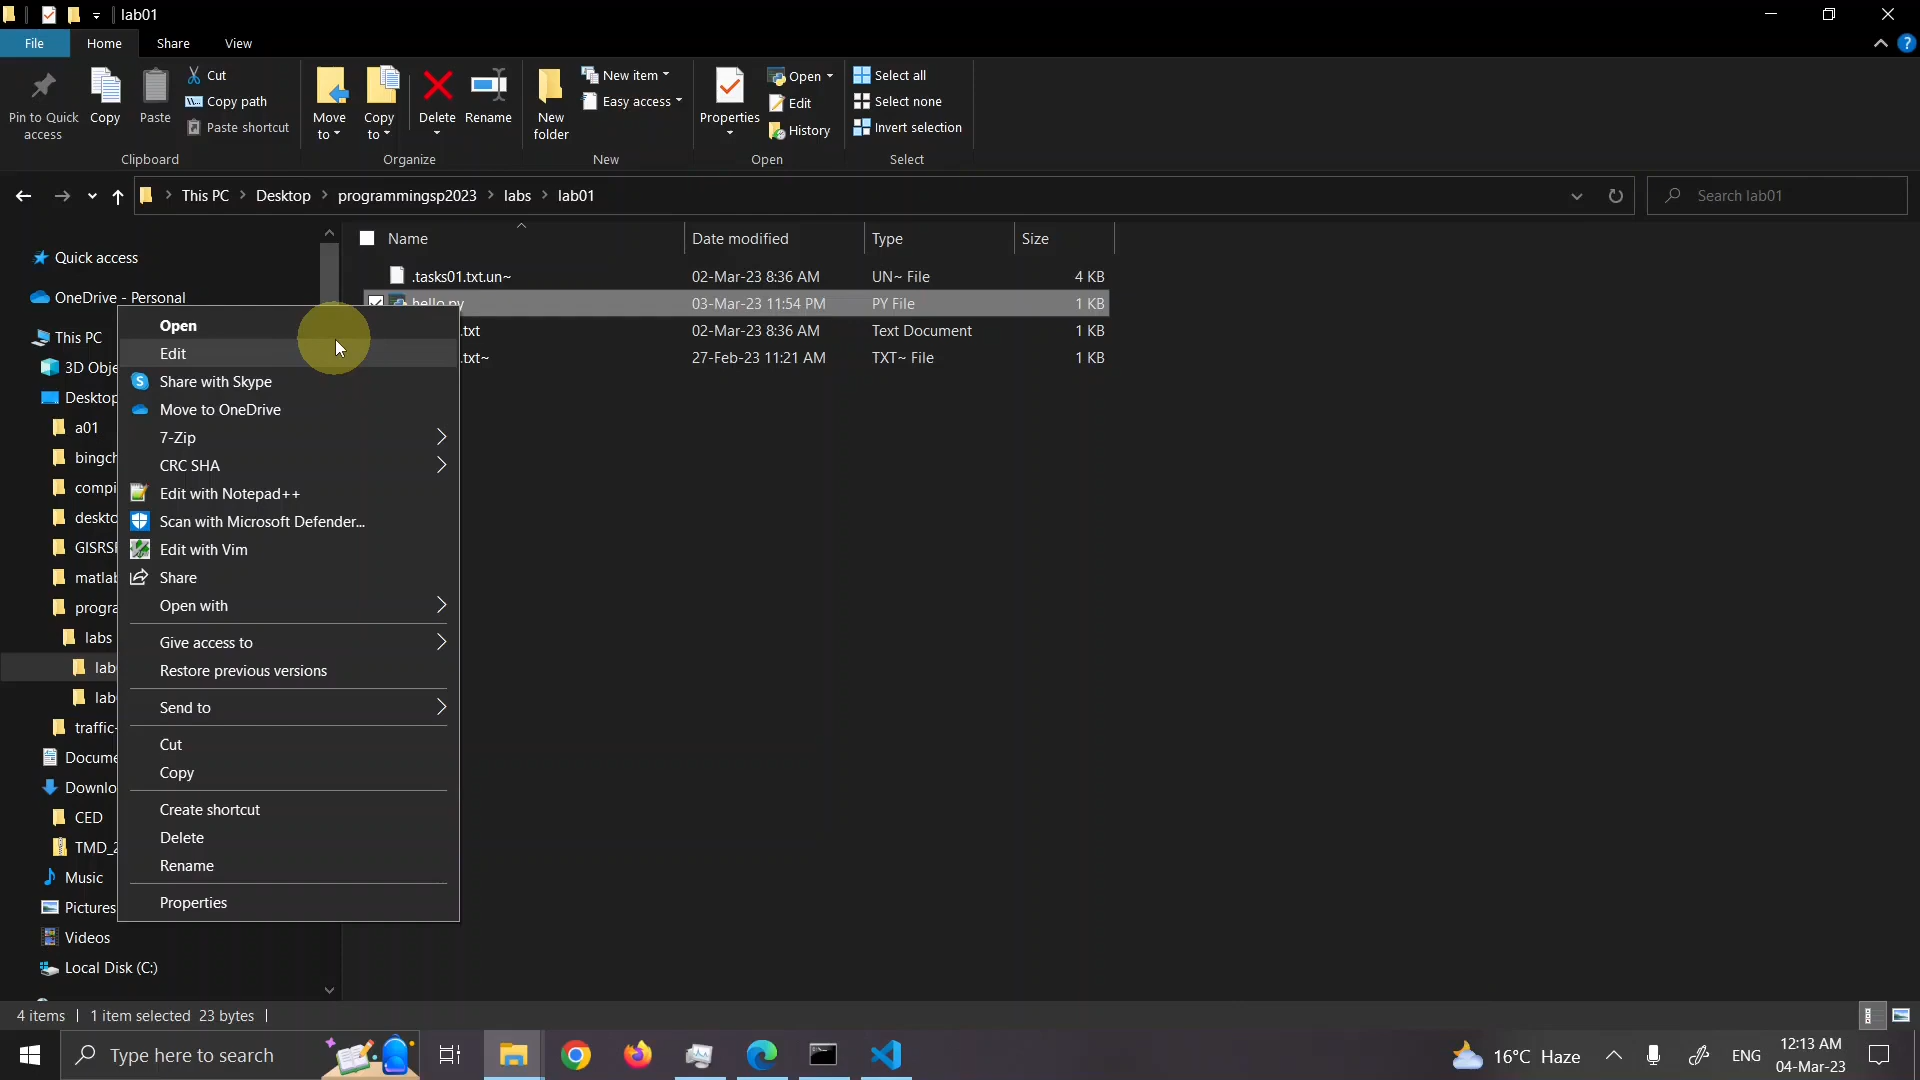 lab01
File Home Share View
Pin to Quick access
Copy
Paste
Cut
Copy path
Paste shortcut
Clipboard
Move to
Copy to
Delete
Rename
Organize
New folder
New item
Easy access
New
Properties
Open
Edit
History
Open
Select all
Select none
Invert selection
Select
This PC > Desktop > programmingsp2023 > labs > lab01
Search lab01
Name Date modified Type Size
.tasks01.txt.un~ 02-Mar-23 8:36 AM UN~ File 4 KB
hello.py 03-Mar-23 11:54 PM PY File 1 KB
.txt 02-Mar-23 8:36 AM Text Document 1 KB
.txt~ 27-Feb-23 11:21 AM TXT~ File 1 KB
Quick access
OneDrive - Personal
This PC
3D Obje
Desktop
a01
bingch
compi
deskto
GISRSF
matlab
progra
labs
lab
lab
traffic-
Docume
Downlo
CED
TMD_2
Music
Pictures
Videos
Local Disk (C:)
Open
Edit
Share with Skype
Move to OneDrive
7-Zip
CRC SHA
Edit with Notepad++
Scan with Microsoft Defender...
Edit with Vim
Share
Open with
Give access to
Restore previous versions
Send to
Cut
Copy
Create shortcut
Delete
Rename
Properties
4 items | 1 item selected 23 bytes |
Type here to search
16°C Haze
ENG
12:13 AM
04-Mar-23